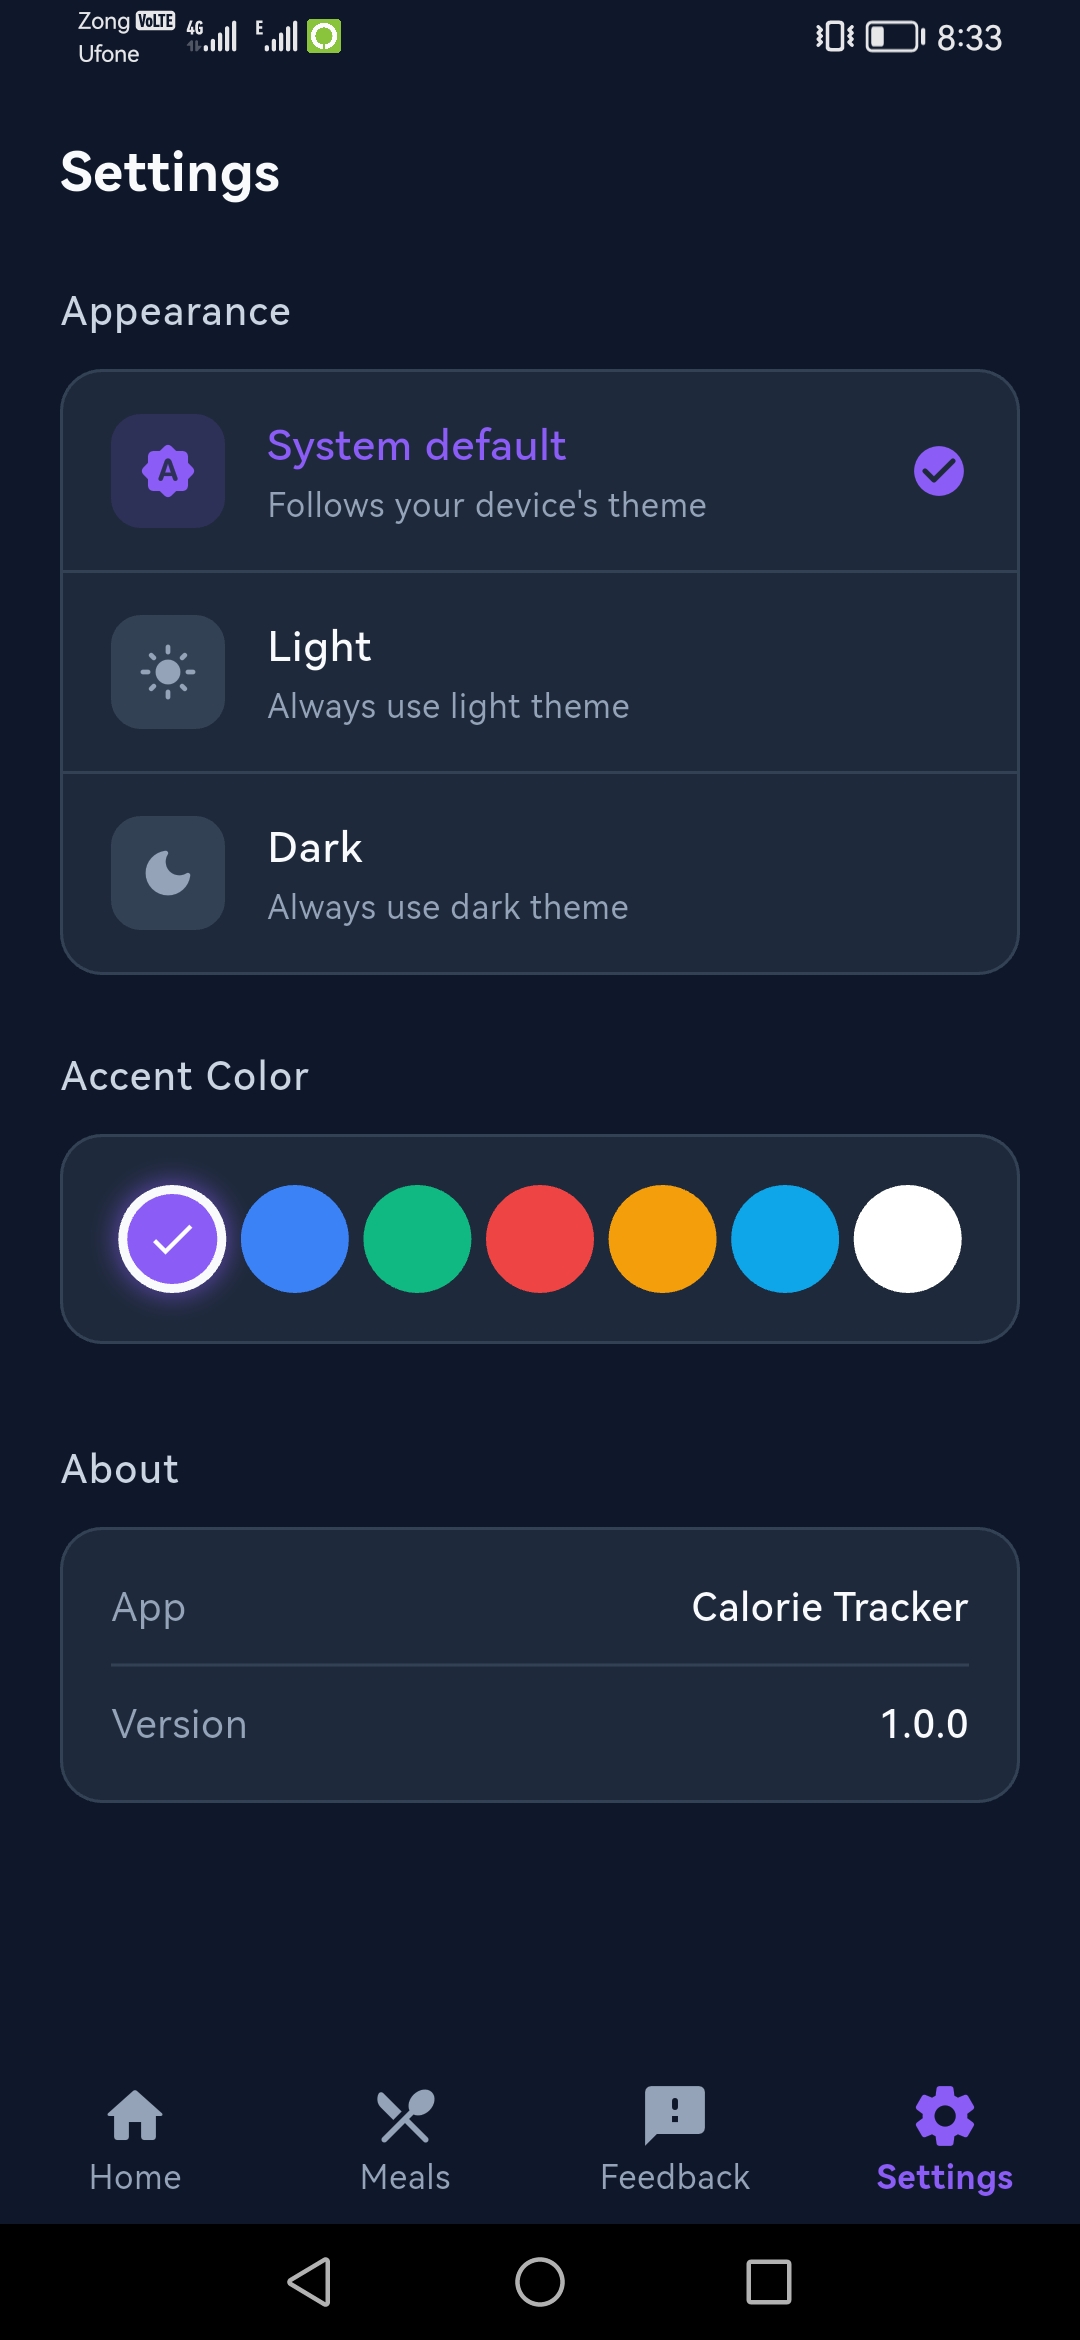 Zong VoLTE 4G E 8:33
Ufone
Settings
Appearance
A
System default
Follows your device's theme
Light
Always use light theme
Dark
Always use dark theme
Accent Color
About
App Calorie Tracker
Version 1.0.0
Home Meals Feedback Settings